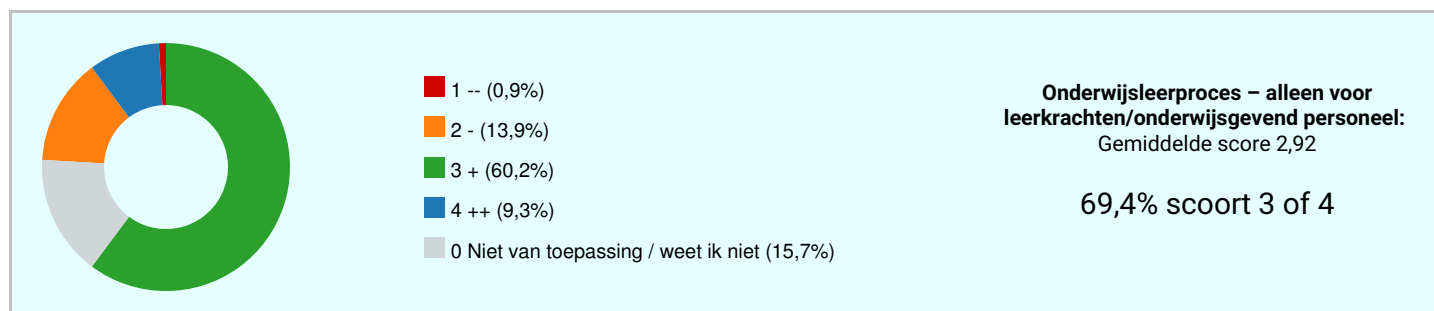 1 -- (0,9%)
2 - (13,9%)
3 + (60,2%)
4 ++ (9,3%)
0 Niet van toepassing / weet ik niet (15,7%)
Onderwijsleerproces – alleen voor
leerkrachten/onderwijsgevend personeel:
Gemiddelde score 2,92
69,4% scoort 3 of 4